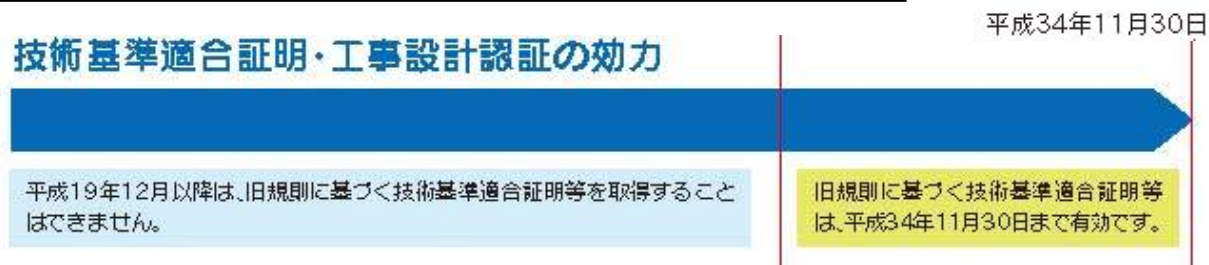 平成34年11月30日
技術基準適合証明・工事設計認証の効力
平成19年12月以降は、旧規則に基づく技術基準適合証明等を取得すること
はできません。
旧規則に基づく技術基準適合証明等
は、平成34年11月30日まで有効です。